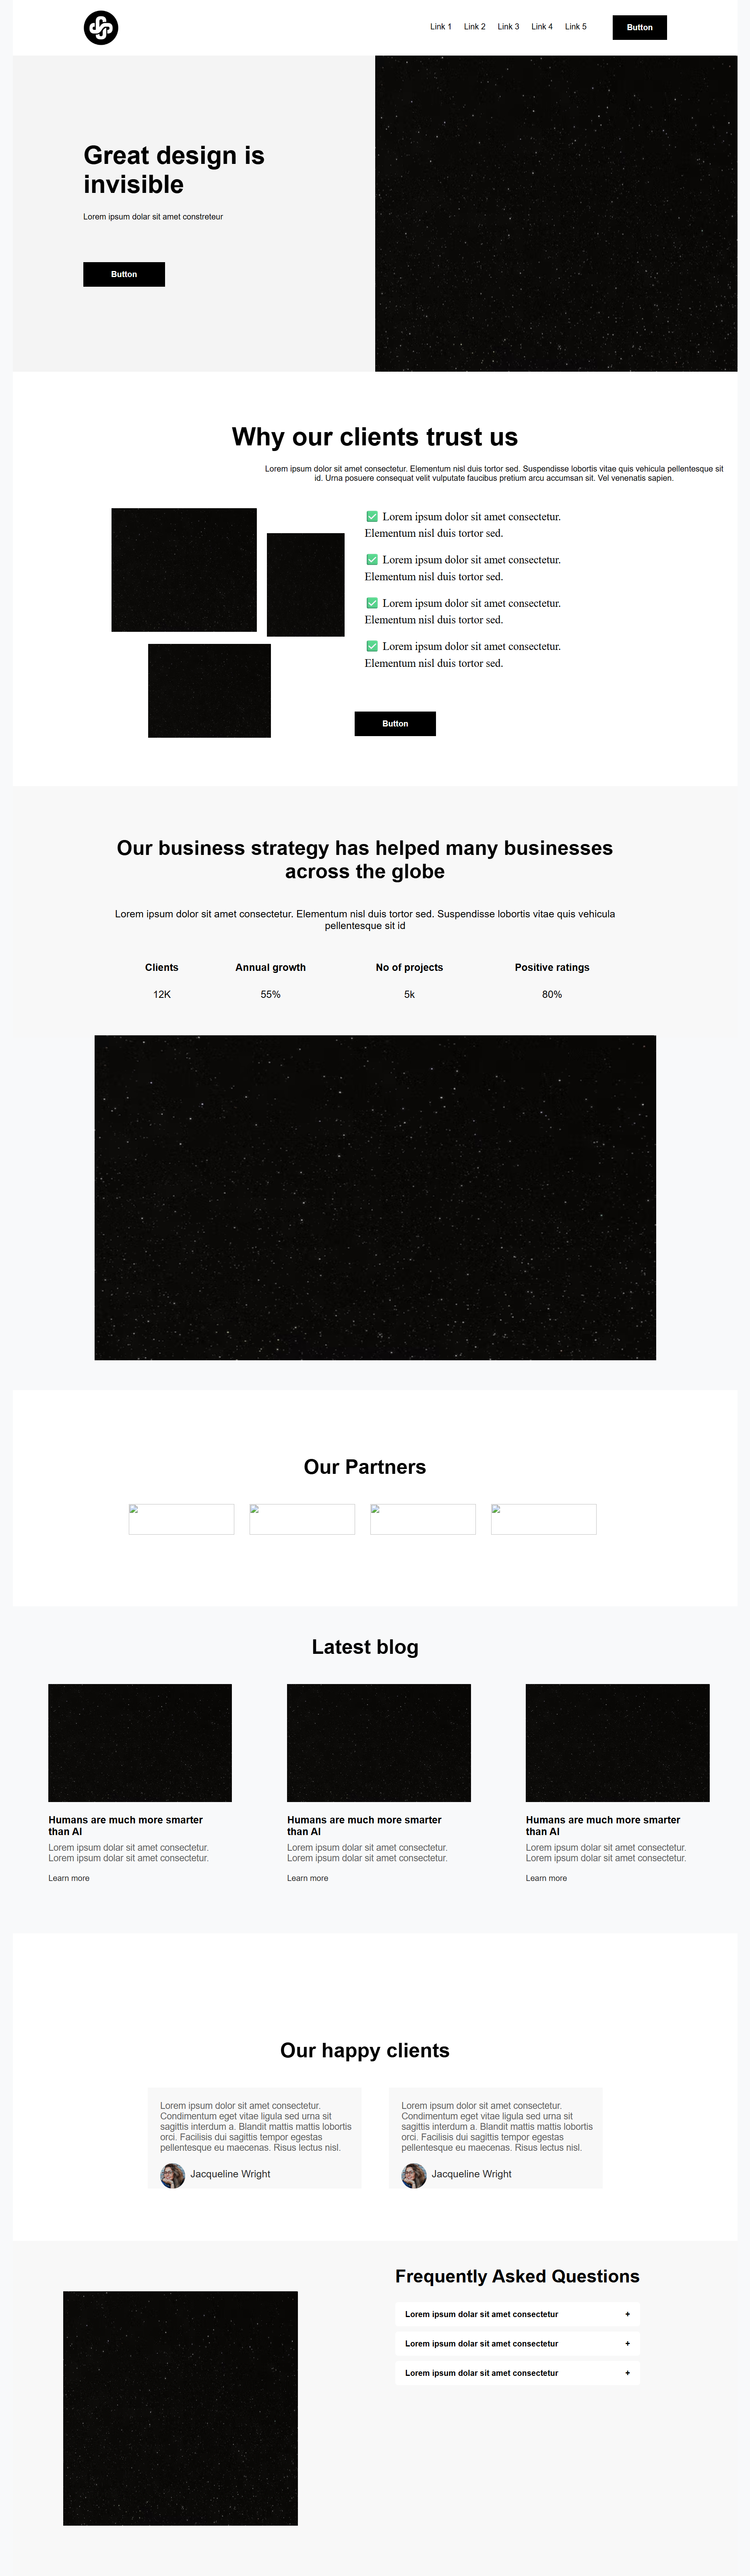 Link 1 Link 2 Link 3 Link 4 Link 5 Button
Great design is
invisible
Lorem ipsum dolar sit amet constreteur
Button
Why our clients trust us
Lorem ipsum dolor sit amet consectetur. Elementum nisl duis tortor sed. Suspendisse lobortis vitae quis vehicula pellentesque sit
id. Urna posuere consequat velit vulputate faucibus pretium arcu accumsan sit. Vel venenatis sapien.
✅ Lorem ipsum dolor sit amet consectetur.
Elementum nisl duis tortor sed.
✅ Lorem ipsum dolor sit amet consectetur.
Elementum nisl duis tortor sed.
✅ Lorem ipsum dolor sit amet consectetur.
Elementum nisl duis tortor sed.
✅ Lorem ipsum dolor sit amet consectetur.
Elementum nisl duis tortor sed.
Button
Our business strategy has helped many businesses
across the globe
Lorem ipsum dolor sit amet consectetur. Elementum nisl duis tortor sed. Suspendisse lobortis vitae quis vehicula
pellentesque sit id
Clients Annual growth No of projects Positive ratings
12K 55% 5k 80%
Our Partners
Latest blog
Humans are much more smarter
than AI
Lorem ipsum dolar sit amet consectetur.
Lorem ipsum dolar sit amet consectetur.
Learn more
Humans are much more smarter
than AI
Lorem ipsum dolar sit amet consectetur.
Lorem ipsum dolar sit amet consectetur.
Learn more
Humans are much more smarter
than AI
Lorem ipsum dolar sit amet consectetur.
Lorem ipsum dolar sit amet consectetur.
Learn more
Our happy clients
Lorem ipsum dolor sit amet consectetur.
Condimentum eget vitae ligula sed urna sit
sagittis interdum a. Blandit mattis mattis lobortis
orci. Facilisis dui sagittis tempor egestas
pellentesque eu maecenas. Risus lectus nisl.
Jacqueline Wright
Lorem ipsum dolor sit amet consectetur.
Condimentum eget vitae ligula sed urna sit
sagittis interdum a. Blandit mattis mattis lobortis
orci. Facilisis dui sagittis tempor egestas
pellentesque eu maecenas. Risus lectus nisl.
Jacqueline Wright
Frequently Asked Questions
Lorem ipsum dolar sit amet consectetur +
Lorem ipsum dolar sit amet consectetur +
Lorem ipsum dolar sit amet consectetur +